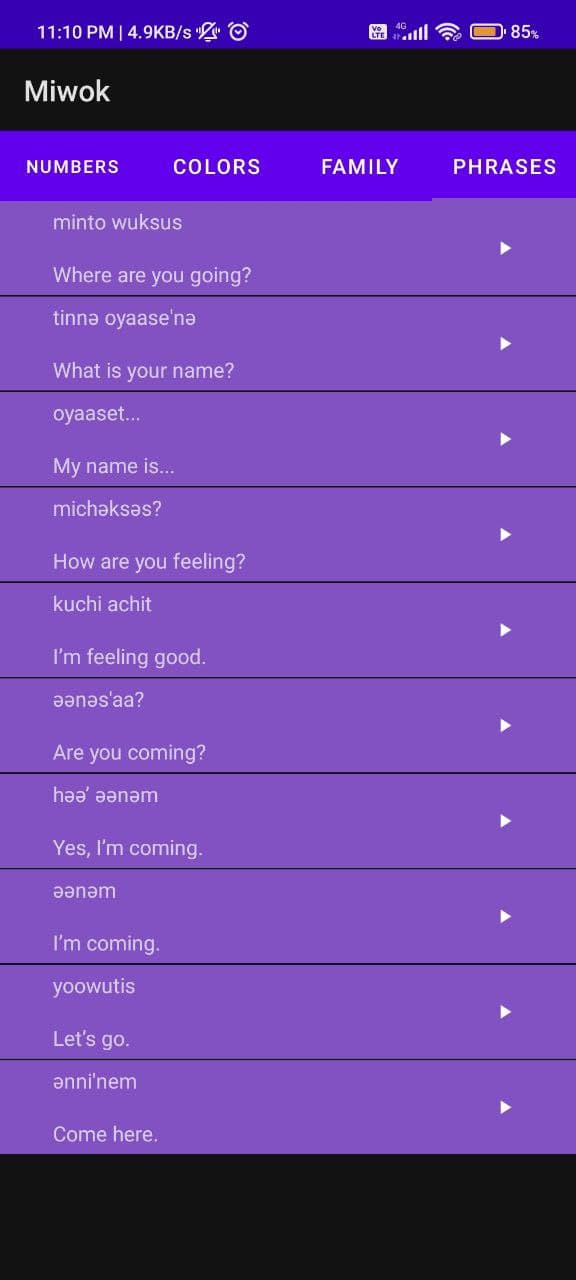 11:10 PM | 4.9KB/s Vo LTE 4G 85%
Miwok
NUMBERS COLORS FAMILY PHRASES
minto wuksus
Where are you going?
tinnə oyaase'nə
What is your name?
oyaaset...
My name is...
michəksəs?
How are you feeling?
kuchi achit
I’m feeling good.
əənəs'aa?
Are you coming?
həə’ əənəm
Yes, I’m coming.
əənəm
I’m coming.
yoowutis
Let’s go.
ənni'nem
Come here.